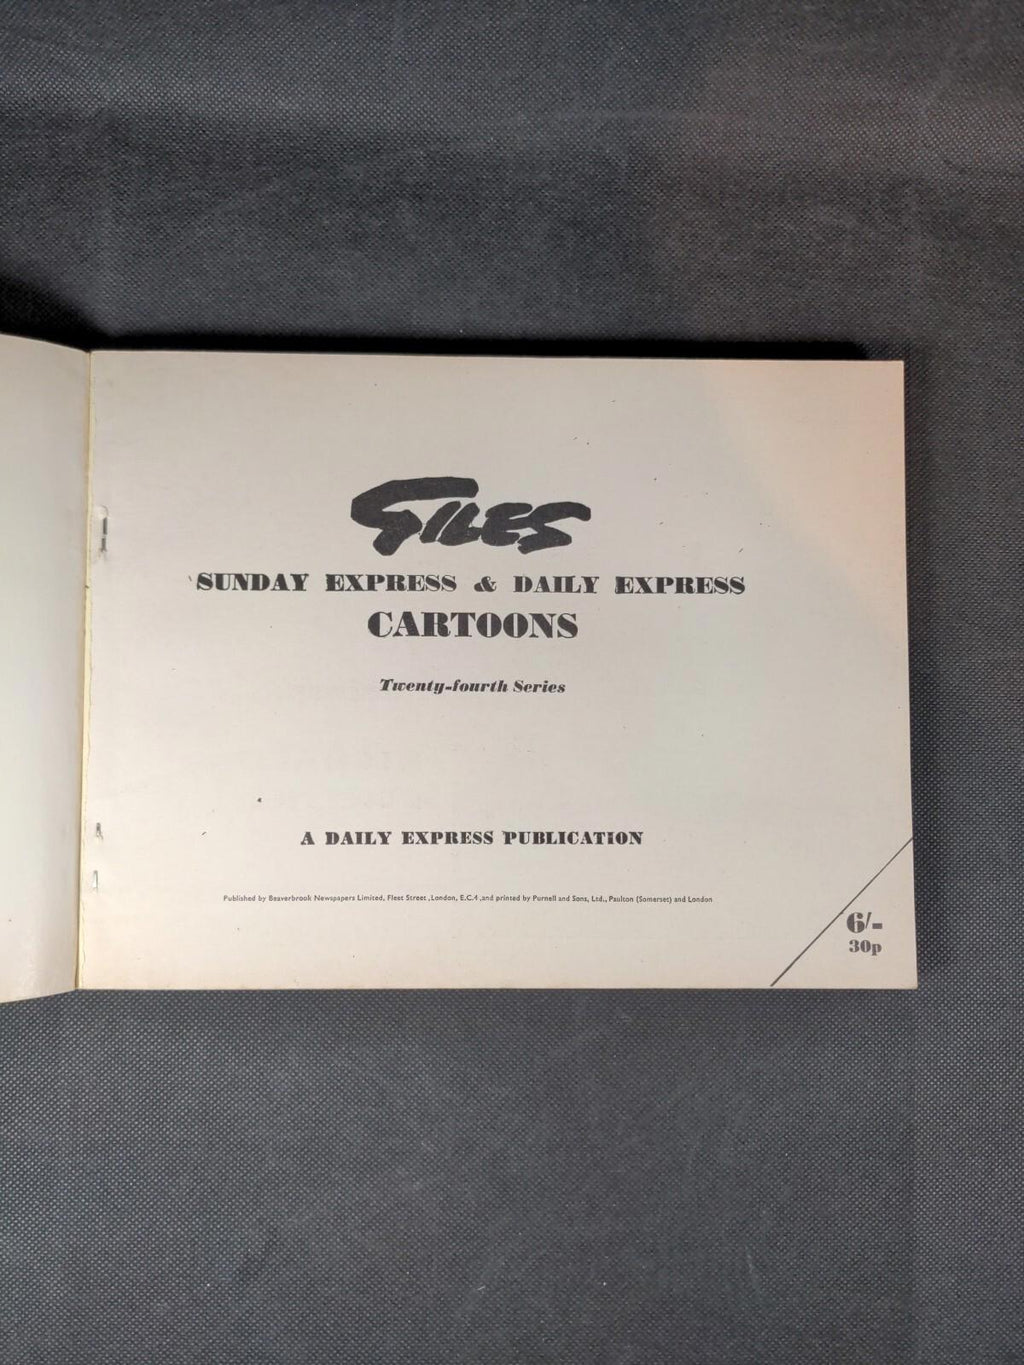 GILES
SUNDAY EXPRESS & DAILY EXPRESS
CARTOONS
Twenty-fourth Series
A DAILY EXPRESS PUBLICATION
Published by Beaverbrook Newspapers Limited, Fleet Street ,London, E.C.4 ,and printed by Purnell and Sons, Ltd., Paulton (Somerset) and London
6/-
30p